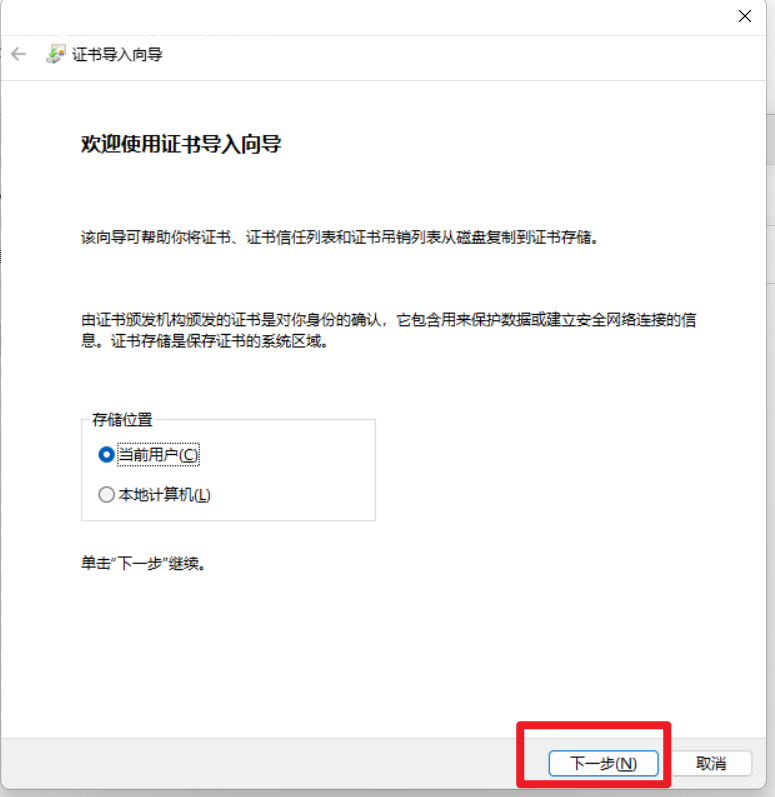 证书导入向导
欢迎使用证书导入向导
该向导可帮助你将证书、证书信任列表和证书吊销列表从磁盘复制到证书存储。
由证书颁发机构颁发的证书是对你身份的确认，它包含用来保护数据或建立安全网络连接的信
息。证书存储是保存证书的系统区域。
存储位置
当前用户(C)
本地计算机(L)
单击“下一步”继续。
下一步(N)
取消